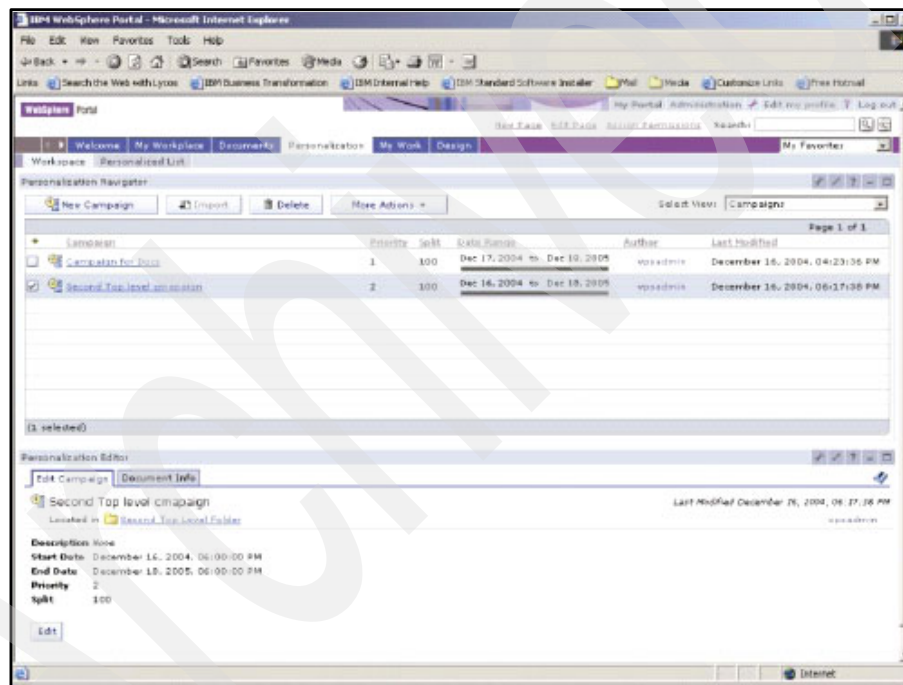 IBM WebSphere Portal - Microsoft Internet Explorer
File Edit View Favorites Tools Help
Back Search Favorites Media
Links Search the Web with Lycos IBM Business Transformation IBM Internal Help IBM Standard Software Installer Mail Media Customize Links Free Hotmail
WebSphere Portal My Portal Administration Edit my profile ? Log out
New Page Edit Page Assign Permissions Search:
Welcome My Workplace Documents Personalization My Work Design My Favorites
Workspace Personalized List
Personalization Navigator
New Campaign Import Delete More Actions Select View: Campaigns
Page 1 of 1
Campaign Priority Split Date Range Author Last Modified
Campaign for Docs 1 100 Dec 17, 2004 to Dec 18, 2005 wpsadmin December 16, 2004, 04:23:36 PM
Second Top level cmapaign 2 100 Dec 16, 2004 to Dec 18, 2005 wpsadmin December 16, 2004, 06:17:38 PM
(1 selected)
Personalization Editor
Edit Campaign Document Info
Second Top level cmapaign Last Modified December 16, 2004, 06:17:38 PM
Located in Second Top Level Folder wpsadmin
Description None
Start Date December 16, 2004, 06:00:00 PM
End Date December 18, 2005, 06:00:00 PM
Priority 2
Split 100
Edit
Internet